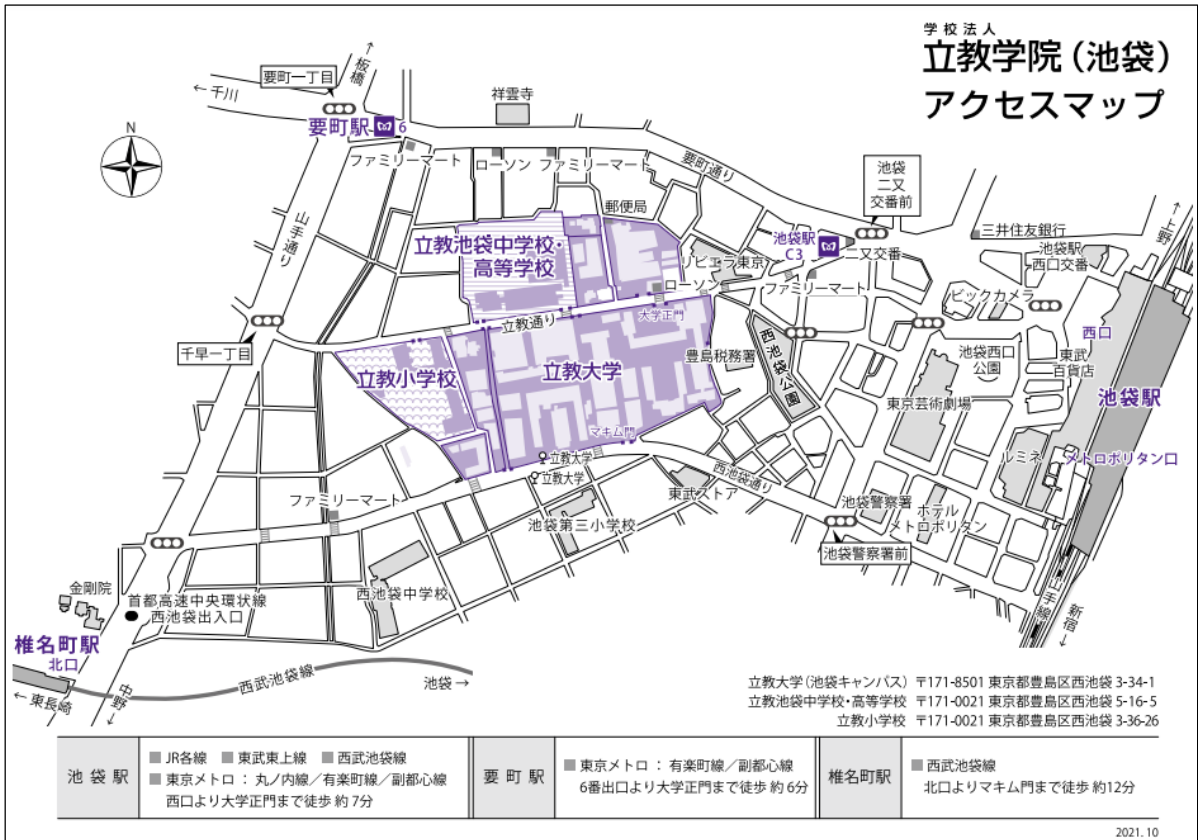 学校法人
立教学院（池袋）
アクセスマップ
↑板橋
要町一丁目
← 千川
祥雲寺
要町駅 6
N
ファミリーマート
ローソン
ファミリーマート
要町通り
池袋
二又
交番前
郵便局
山手通り
立教池袋中学校・
高等学校
池袋駅
C3
二又交番
三井住友銀行
↑上野
池袋駅
西口交番
リビエラ東京
ローソン
ファミリーマート
ビックカメラ
大学正門
立教通り
西口
千早一丁目
立教小学校
立教大学
豊島税務署
西池袋公園
池袋西口
公園
東武
百貨店
池袋駅
東京芸術劇場
マキム門
立教大学
立教大学
西池袋通り
ルミネ
メトロポリタン口
ファミリーマート
東武ストア
池袋第三小学校
池袋警察署
ホテル
メトロポリタン
池袋警察署前
西池袋中学校
金剛院
首都高速中央環状線
西池袋出入口
山手線
新宿↓
椎名町駅
北口
西武池袋線
池袋 →
← 東長崎
中野↓
立教大学（池袋キャンパス） 〒171-8501 東京都豊島区西池袋 3-34-1
立教池袋中学校・高等学校 〒171-0021 東京都豊島区西池袋 5-16-5
立教小学校 〒171-0021 東京都豊島区西池袋 3-36-26
池袋駅
■ JR各線 ■ 東武東上線 ■ 西武池袋線
■ 東京メトロ ： 丸ノ内線／有楽町線／副都心線
西口より大学正門まで徒歩 約 7分
要町駅
■ 東京メトロ ： 有楽町線／副都心線
6番出口より大学正門まで徒歩 約 6分
椎名町駅
■ 西武池袋線
北口よりマキム門まで徒歩 約12分
2021. 10